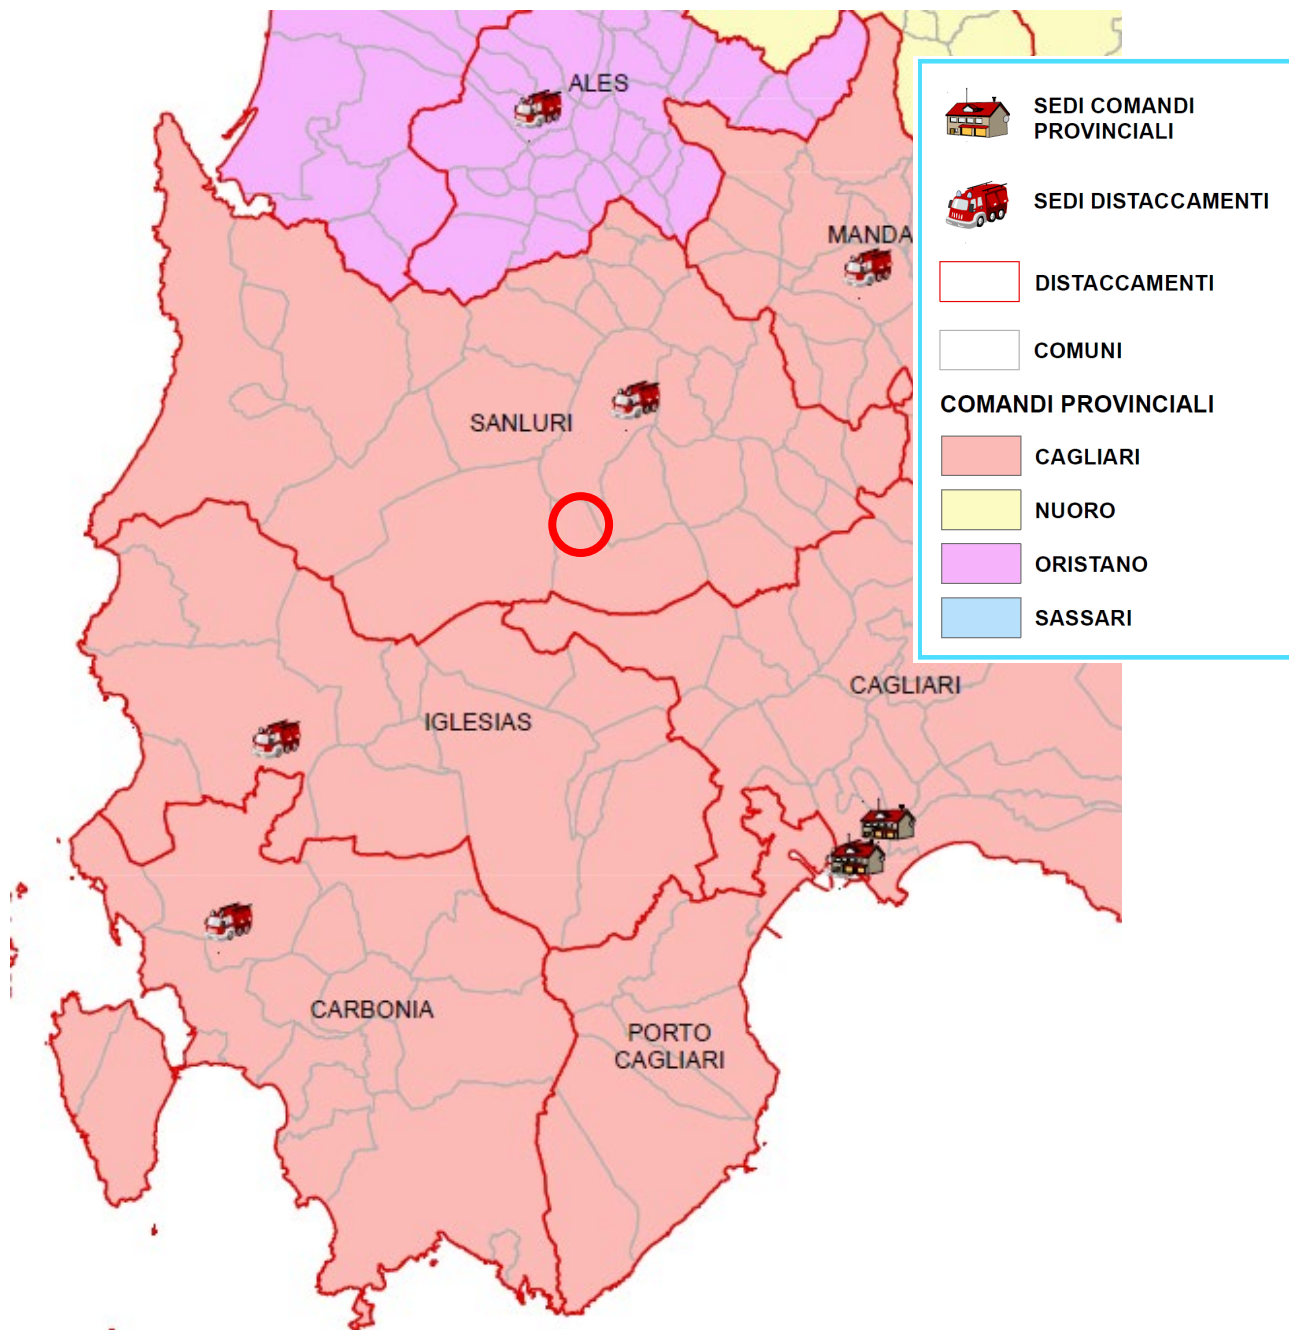 ALES
MANDA
SANLURI
CAGLIARI
IGLESIAS
CARBONIA
PORTO
CAGLIARI
SEDI COMANDI
PROVINCIALI
SEDI DISTACCAMENTI
DISTACCAMENTI
COMUNI
COMANDI PROVINCIALI
CAGLIARI
NUORO
ORISTANO
SASSARI